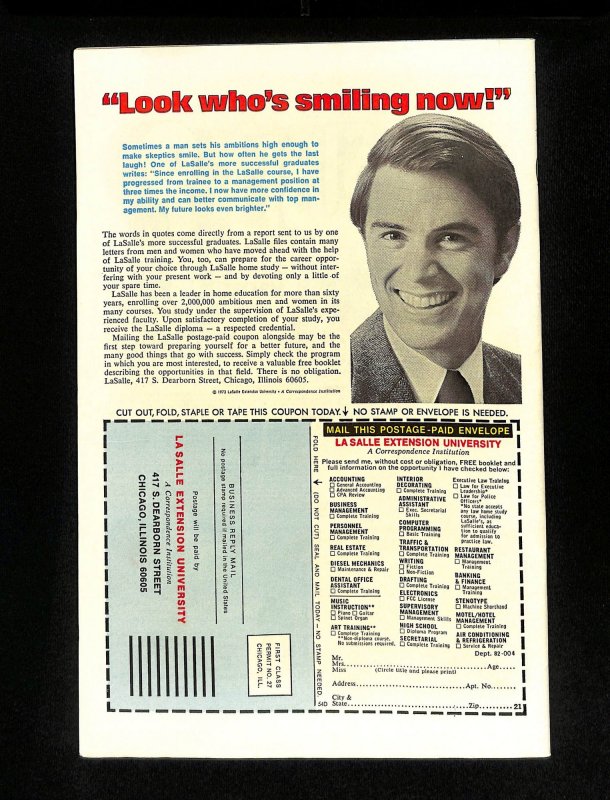 “Look who’s smiling now!”
Sometimes a man sets his ambitions high enough to
make skeptics smile. But how often he gets the last
laugh! One of LaSalle’s more successful graduates
writes: “Since enrolling in the LaSalle course, I have
progressed from trainee to a management position at
three times the income. I now have more confidence in
my ability and can better communicate with top man-
agement. My future looks even brighter.”
The words in quotes come directly from a report sent to us by one
of LaSalle’s more successful graduates. LaSalle files contain many
letters from men and women who have moved ahead with the help
of LaSalle training. You, too, can prepare for the career oppor-
tunity of your choice through LaSalle home study — without inter-
fering with your present work — and by devoting only a little of
your spare time.
LaSalle has been a leader in home education for more than sixty
years, enrolling over 2,000,000 ambitious men and women in its
many courses. You study under the supervision of LaSalle’s expe-
rienced faculty. Upon satisfactory completion of your study, you
receive the LaSalle diploma — a respected credential.
Mailing the LaSalle postage-paid coupon alongside may be the
first step toward preparing yourself for a better future, and the
many good things that go with success. Simply check the program
in which you are most interested, to receive a valuable free booklet
describing the opportunities in that field. There is no obligation.
LaSalle, 417 S. Dearborn Street, Chicago, Illinois 60605.
© 1973 LaSalle Extension University • A Correspondence Institution
CUT OUT, FOLD, STAPLE OR TAPE THIS COUPON TODAY. ↓ NO STAMP OR ENVELOPE IS NEEDED.
BUSINESS REPLY MAIL
No postage stamp required if mailed in the United States
Postage will be paid by
LA SALLE EXTENSION UNIVERSITY
A Correspondence Institution
417 S. DEARBORN STREET
CHICAGO, ILLINOIS 60605
FIRST CLASS
PERMIT NO. 27
CHICAGO, ILL.
FOLD HERE ↓ (DO NOT CUT) SEAL AND MAIL TODAY—NO STAMP NEEDED.
51D
MAIL THIS POSTAGE-PAID ENVELOPE
LA SALLE EXTENSION UNIVERSITY
A Correspondence Institution
Please send me, without cost or obligation, FREE booklet and
full information on the opportunity I have checked below:
ACCOUNTING
☐ General Accounting
☐ Advanced Accounting
☐ CPA Review
BUSINESS
MANAGEMENT
☐ Complete Training
PERSONNEL
MANAGEMENT
☐ Complete Training
REAL ESTATE
☐ Complete Training
DIESEL MECHANICS
☐ Maintenance & Repair
DENTAL OFFICE
ASSISTANT
☐ Complete Training
MUSIC
INSTRUCTION**
☐ Piano ☐ Guitar
☐ Spinet Organ
ART TRAINING**
☐ Complete Training
**Non-diploma course.
No submissions required.
INTERIOR
DECORATING
☐ Complete Training
ADMINISTRATIVE
ASSISTANT
☐ Exec. Secretarial
Skills
COMPUTER
PROGRAMMING
☐ Basic Training
TRAFFIC &
TRANSPORTATION
☐ Complete Training
WRITING
☐ Fiction
☐ Non-Fiction
DRAFTING
☐ Complete Training
ELECTRONICS
☐ FCC License
SUPERVISORY
MANAGEMENT
☐ Management Skills
HIGH SCHOOL
☐ Diploma Program
SECRETARIAL
☐ Complete Training
Executive Law Training
☐ Law for Executive
Leadership*
☐ Law for Police
Officers*
*No state accepts
any law home study
course, including
LaSalle’s, as
sufficient educa-
tion to qualify
for admission to
practice law.
RESTAURANT
MANAGEMENT
☐ Management
Training
BANKING
& FINANCE
☐ Management
Training
STENOTYPE
☐ Machine Shorthand
MOTEL/HOTEL
MANAGEMENT
☐ Complete Training
AIR CONDITIONING
& REFRIGERATION
☐ Service & Repair
Dept. 82-004
Mr.
Mrs. Age
Miss (Circle title and please print)
Address Apt. No.
City &
State Zip 21